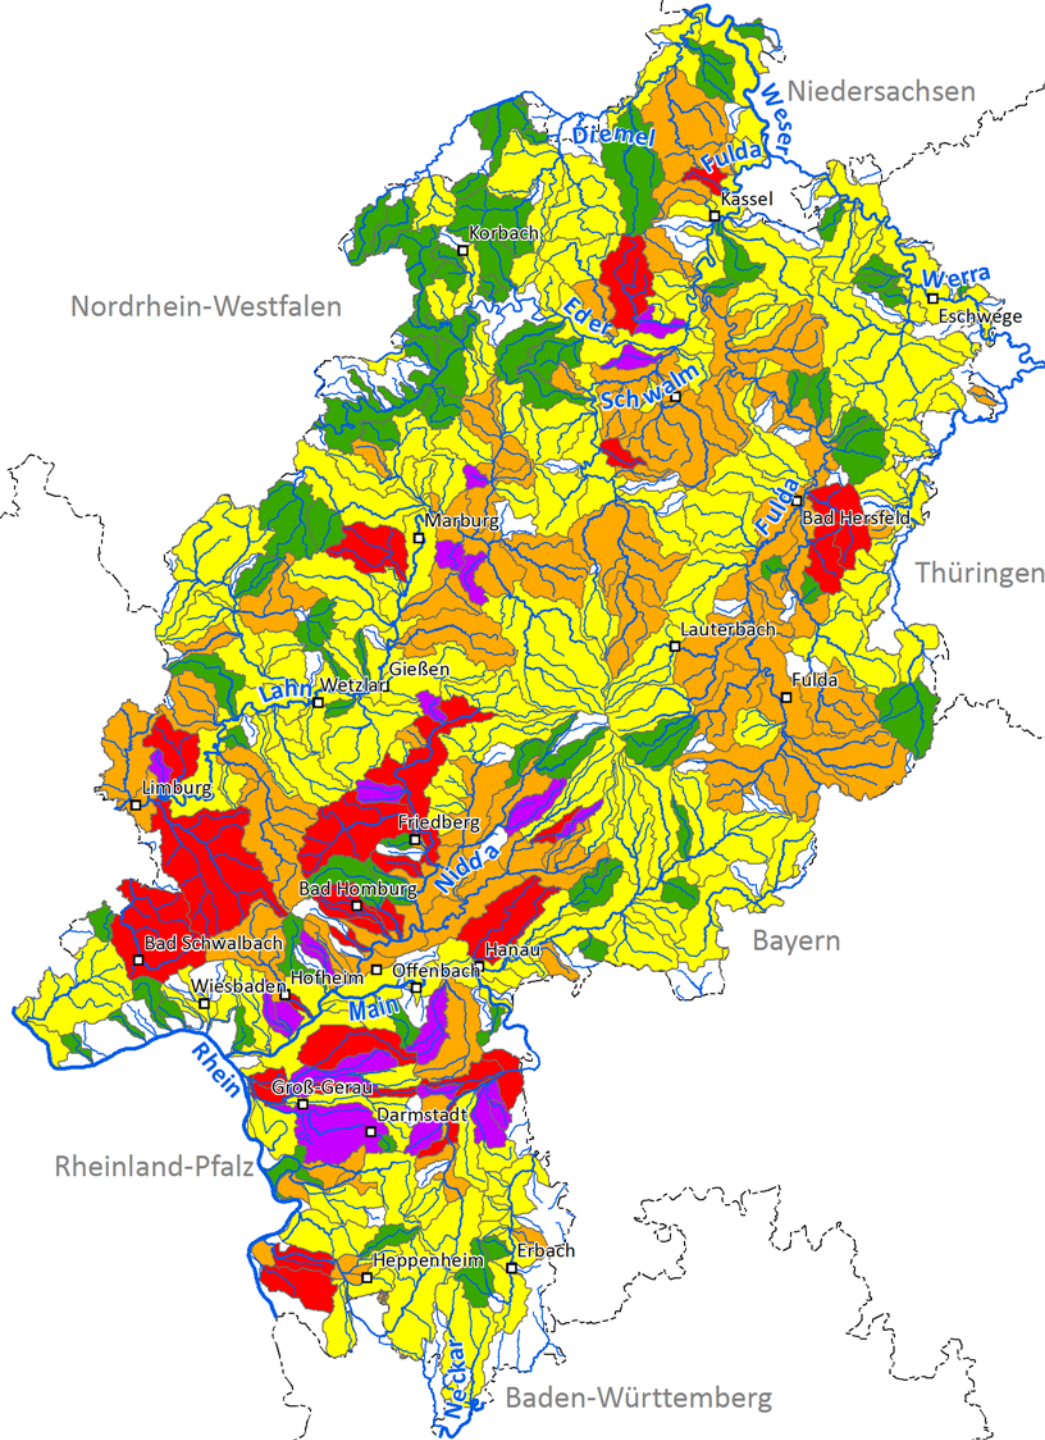 Niedersachsen
Weser
Diemel
Fulda
Kassel
Korbach
Werra
Nordrhein-Westfalen
Eder
Eschwege
Schwalm
Fulda
Marburg
Bad Hersfeld
Thüringen
Lauterbach
Gießen
Fulda
Lahn
Wetzlar
Limburg
Friedberg
Nidda
Bad Homburg
Bad Schwalbach
Bayern
Hanau
Hofheim
Offenbach
Wiesbaden
Main
Rhein
Groß-Gerau
Darmstadt
Rheinland-Pfalz
Erbach
Heppenheim
Neckar
Baden-Württemberg